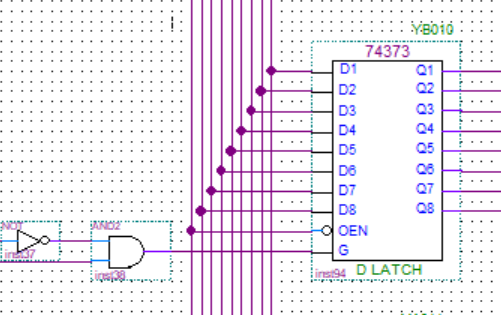 YB010
74373
D1 Q1
D2 Q2
D3 Q3
D4 Q4
D5 Q5
D6 Q6
D7 Q7
D8 Q8
OEN
G
inst94 D LATCH
AND2
inst37
inst38